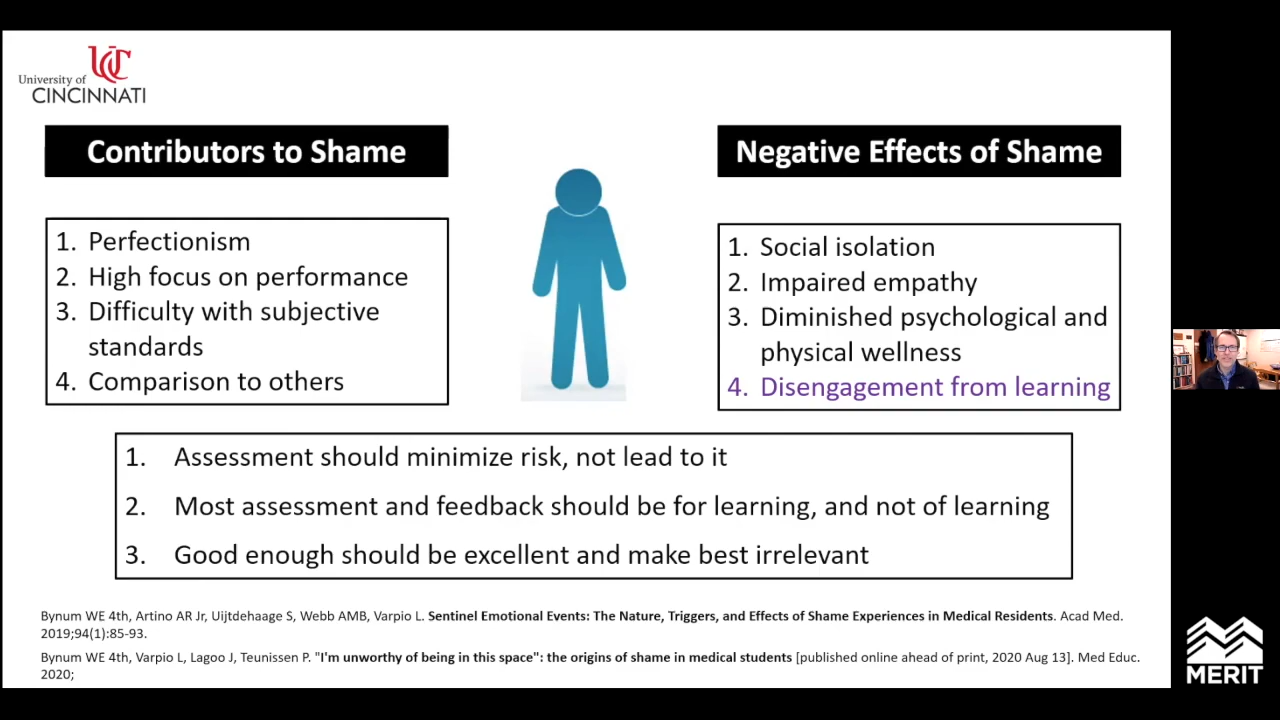 University of
CINCINNATI
Contributors to Shame
1. Perfectionism
2. High focus on performance
3. Difficulty with subjective
standards
4. Comparison to others
Negative Effects of Shame
1. Social isolation
2. Impaired empathy
3. Diminished psychological and
physical wellness
4. Disengagement from learning
1. Assessment should minimize risk, not lead to it
2. Most assessment and feedback should be for learning, and not of learning
3. Good enough should be excellent and make best irrelevant
Bynum WE 4th, Artino AR Jr, Uijtdehaage S, Webb AMB, Varpio L. Sentinel Emotional Events: The Nature, Triggers, and Effects of Shame Experiences in Medical Residents. Acad Med.
2019;94(1):85-93.
Bynum WE 4th, Varpio L, Lagoo J, Teunissen P. "I'm unworthy of being in this space": the origins of shame in medical students [published online ahead of print, 2020 Aug 13]. Med Educ.
2020;
MERIT